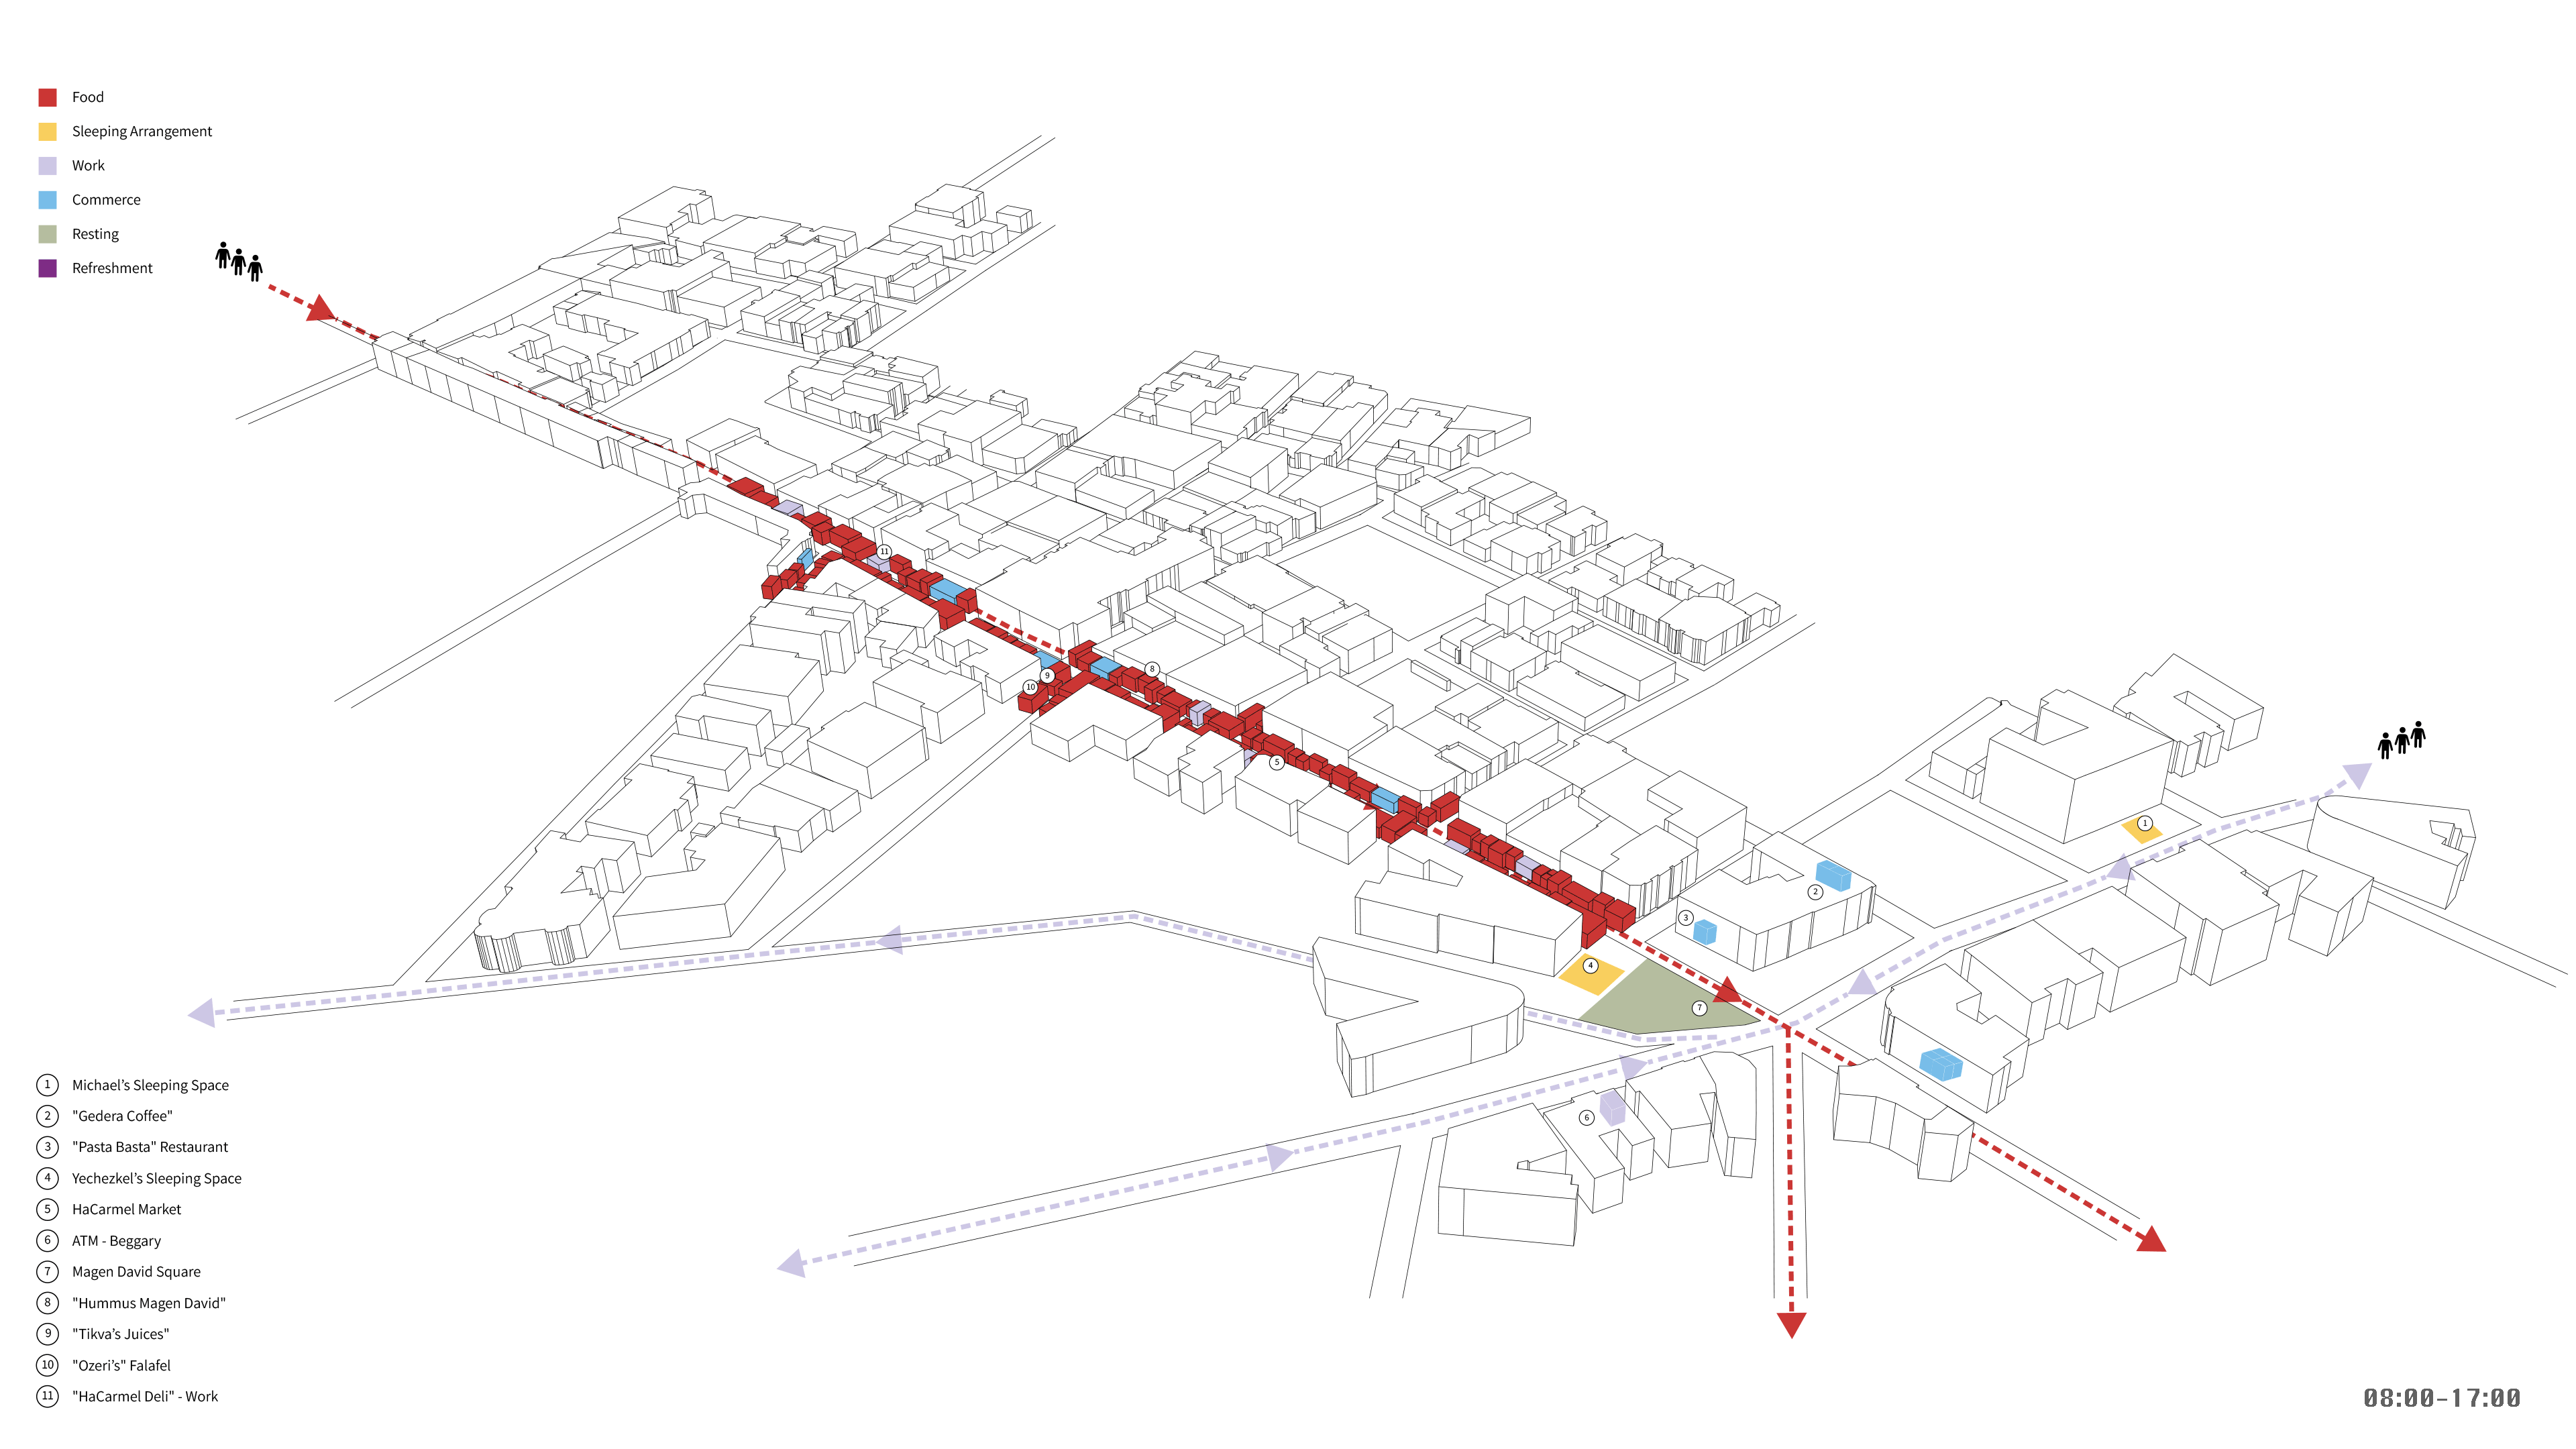 Food
Sleeping Arrangement
Work
Commerce
Resting
Refreshment
11
8
9
10
5
1
2
3
4
7
6
1 Michael's Sleeping Space
2 "Gedera Coffee"
3 "Pasta Basta" Restaurant
4 Yechezkel's Sleeping Space
5 HaCarmel Market
6 ATM - Beggary
7 Magen David Square
8 "Hummus Magen David"
9 "Tikva's Juices"
10 "Ozeri's" Falafel
11 "HaCarmel Deli" - Work
08:00-17:00